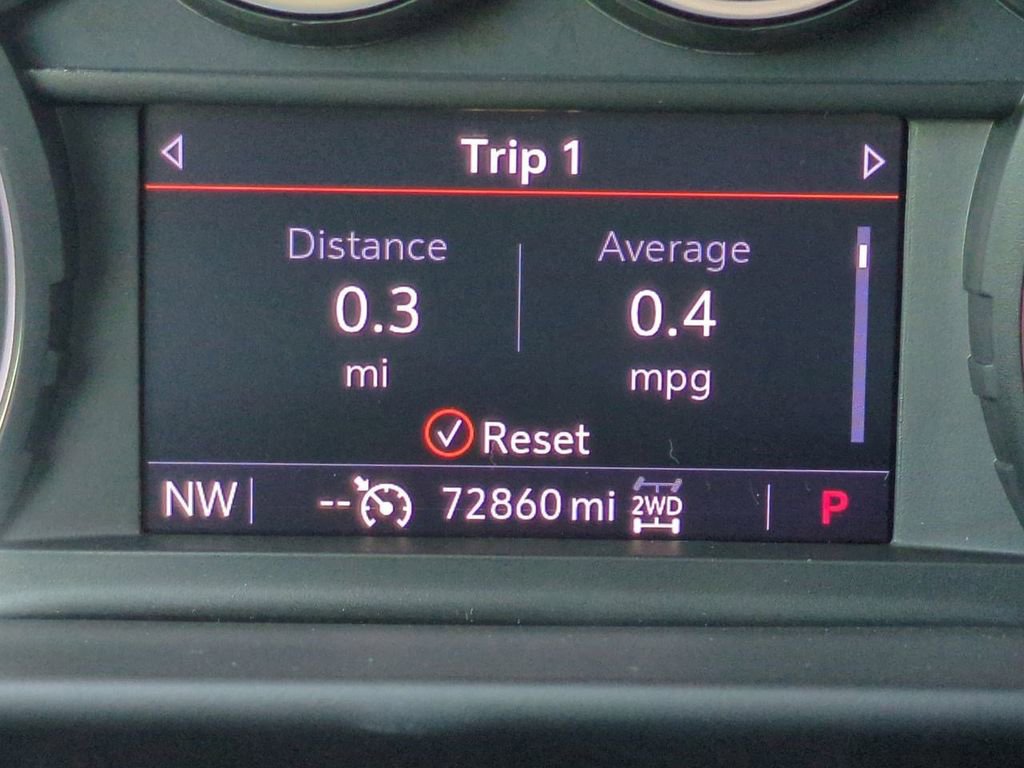 Trip 1
Distance Average
0.3 0.4
mi mpg
Reset
NW -- 72860 mi 2WD P